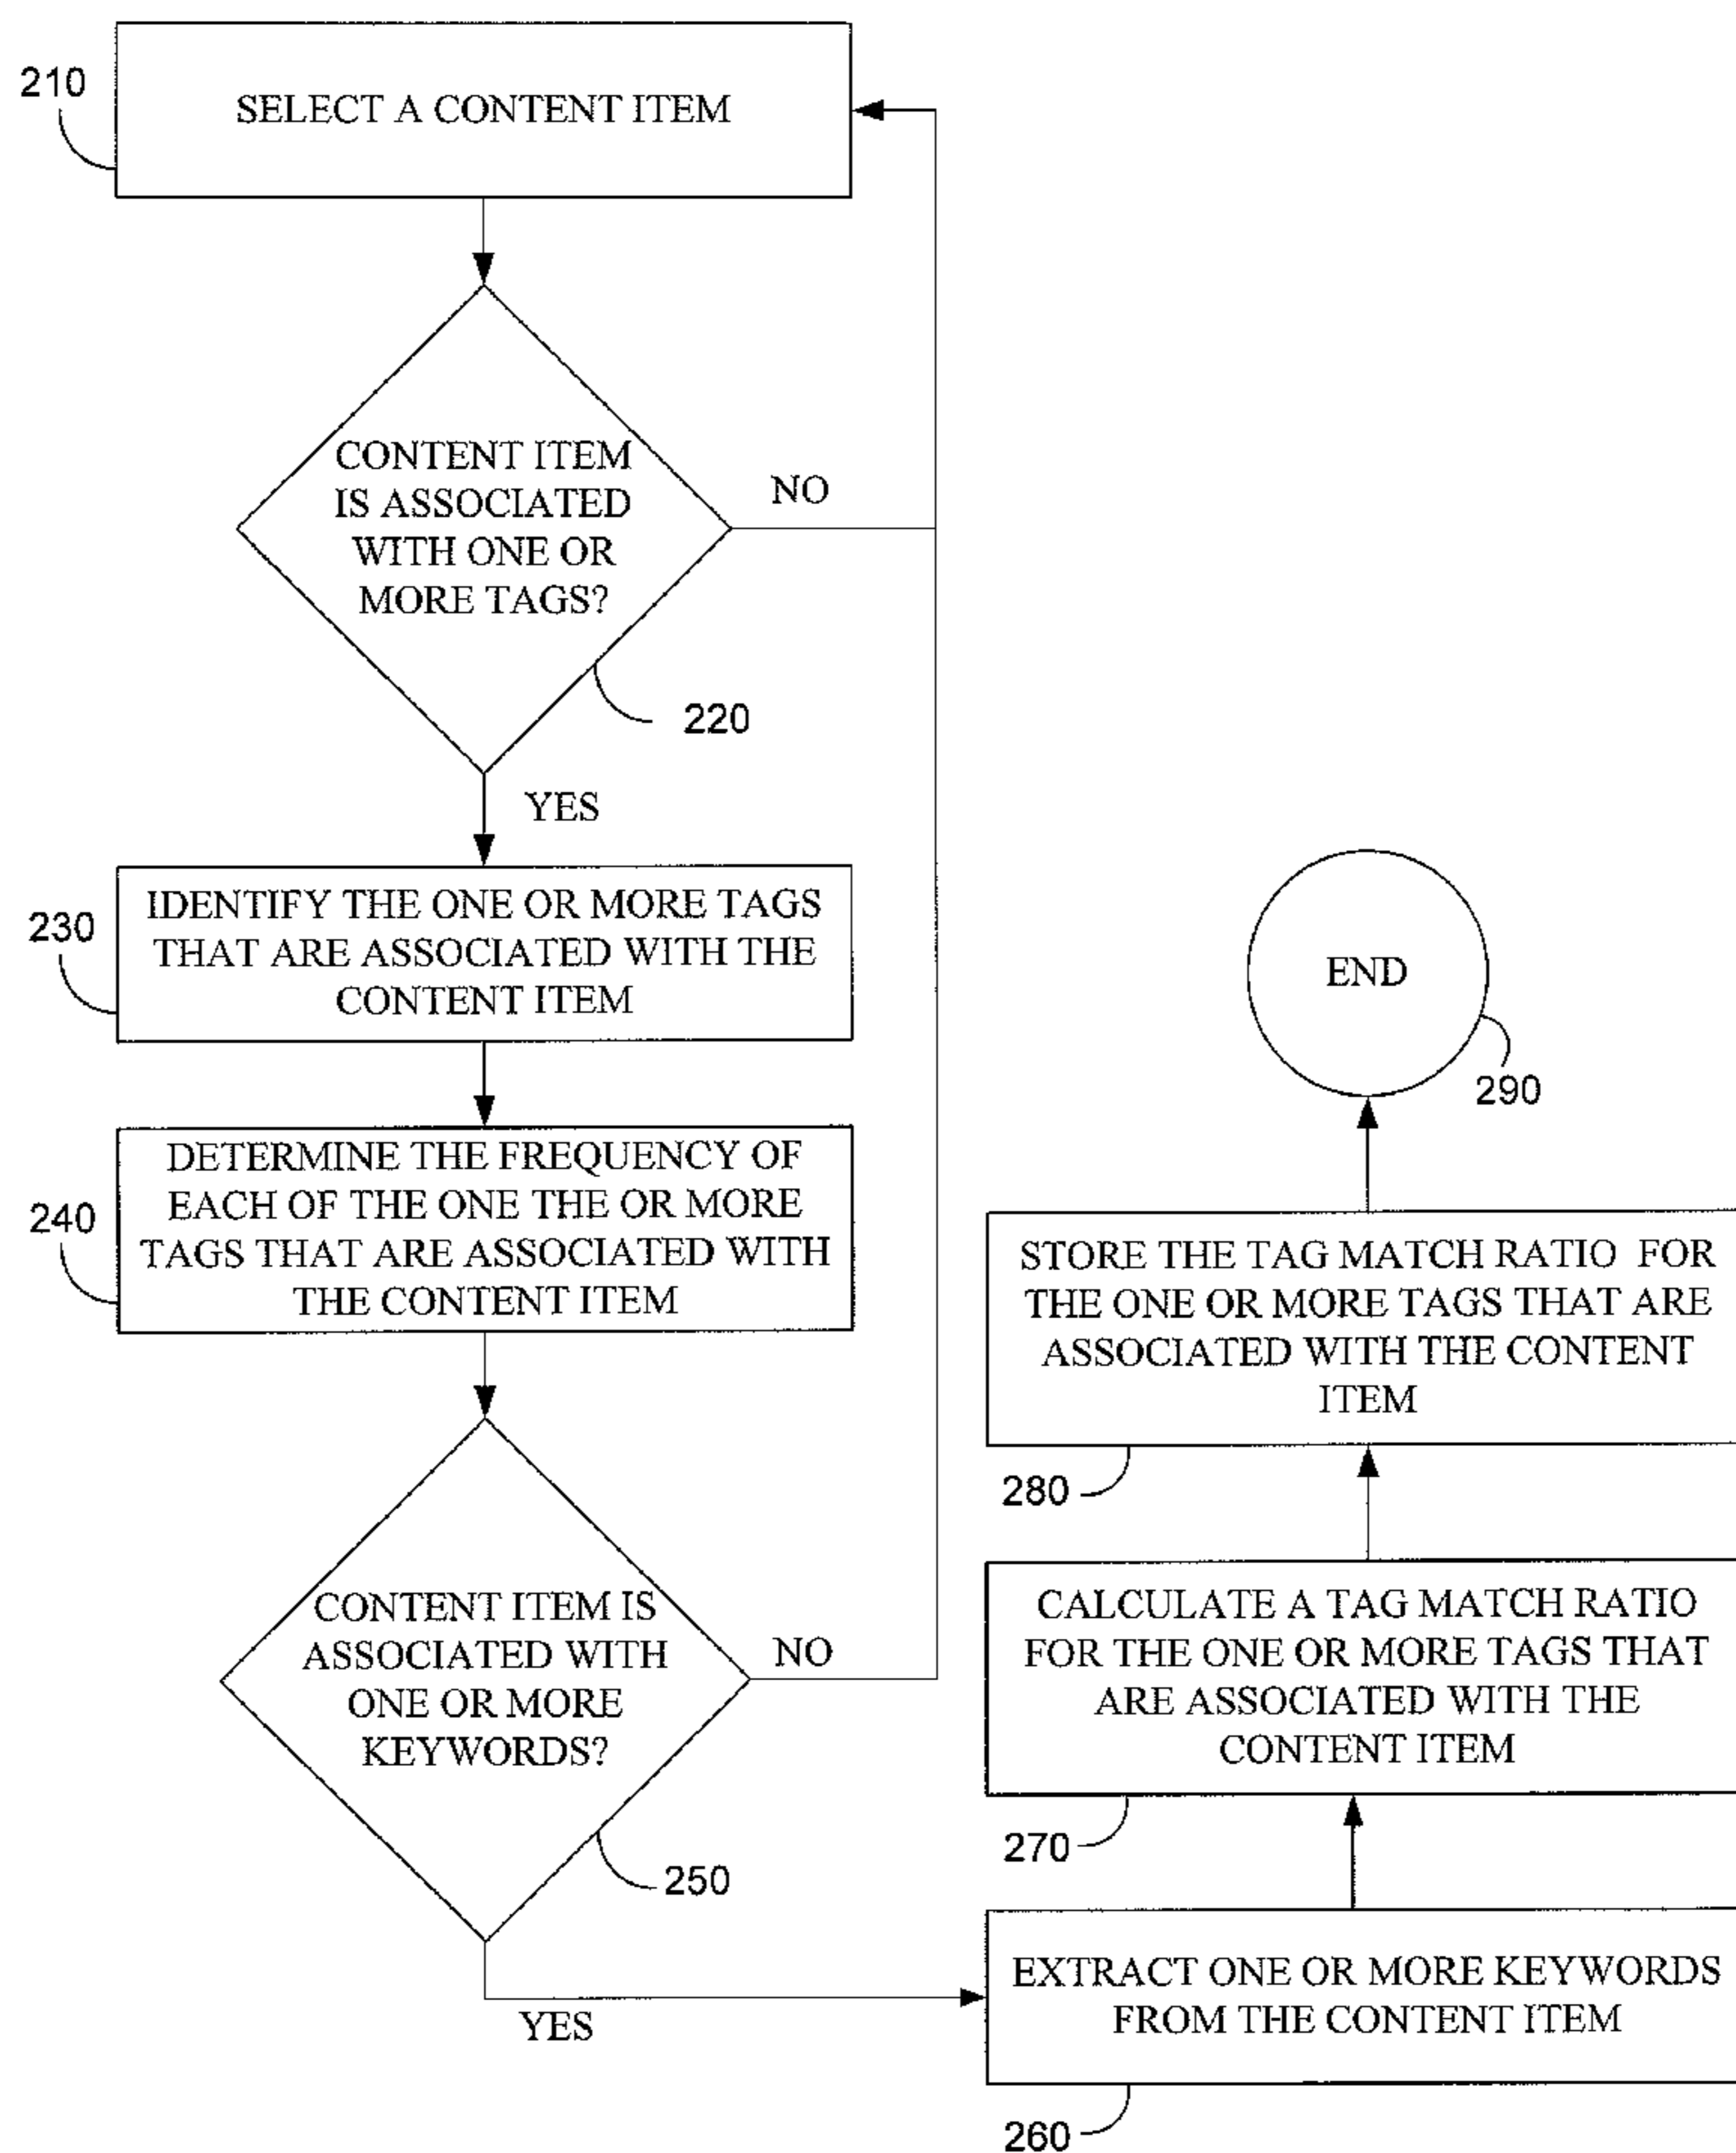 210
SELECT A CONTENT ITEM
CONTENT ITEM
IS ASSOCIATED
WITH ONE OR
MORE TAGS?
NO
220
YES
230
IDENTIFY THE ONE OR MORE TAGS
THAT ARE ASSOCIATED WITH THE
CONTENT ITEM
240
DETERMINE THE FREQUENCY OF
EACH OF THE ONE THE OR MORE
TAGS THAT ARE ASSOCIATED WITH
THE CONTENT ITEM
CONTENT ITEM IS
ASSOCIATED WITH
ONE OR MORE
KEYWORDS?
NO
250
YES
EXTRACT ONE OR MORE KEYWORDS
FROM THE CONTENT ITEM
260
CALCULATE A TAG MATCH RATIO
FOR THE ONE OR MORE TAGS THAT
ARE ASSOCIATED WITH THE
CONTENT ITEM
270
STORE THE TAG MATCH RATIO FOR
THE ONE OR MORE TAGS THAT ARE
ASSOCIATED WITH THE CONTENT
ITEM
280
END
290